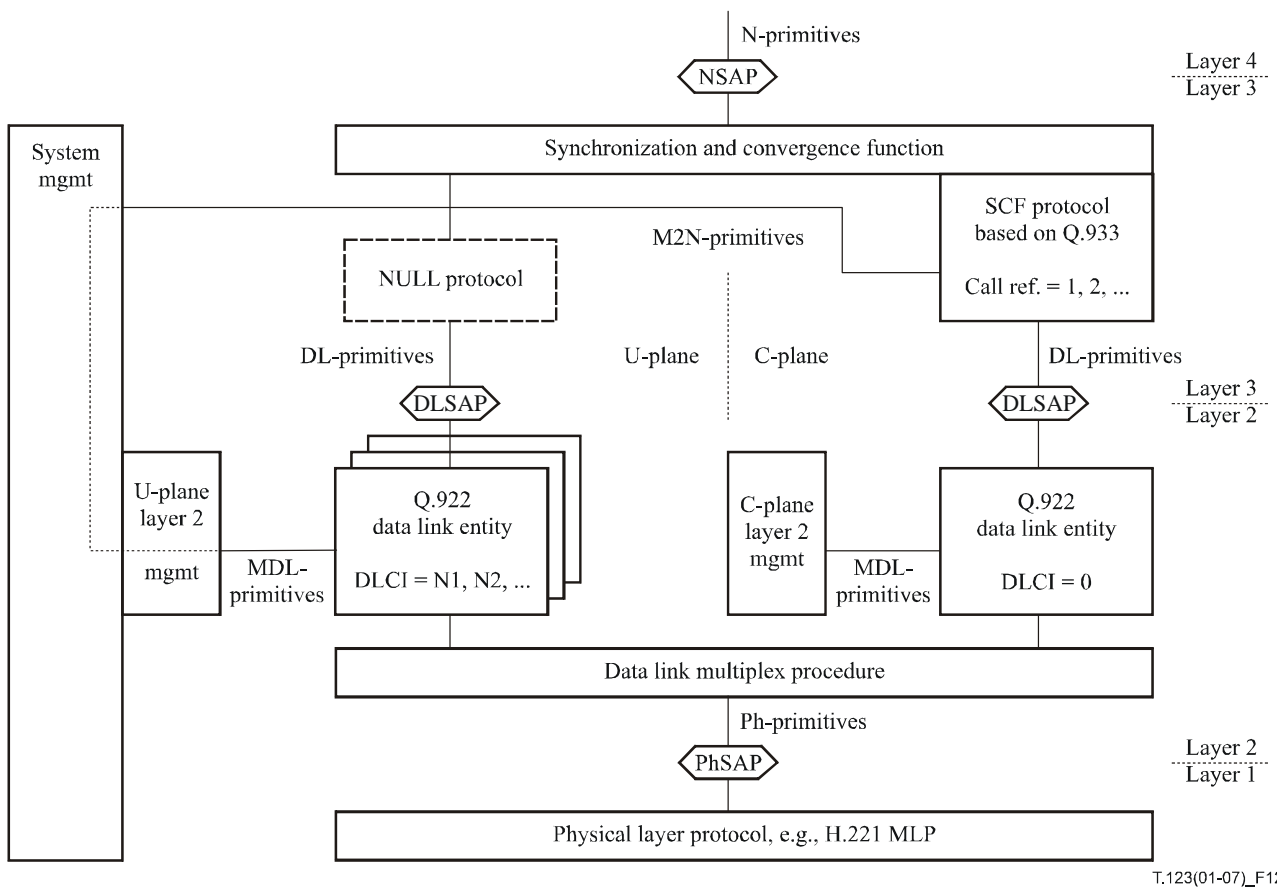 N-primitives
NSAP
Layer 4
Layer 3
System
mgmt
Synchronization and convergence function
SCF protocol
based on Q.933
Call ref. = 1, 2, ...
M2N-primitives
NULL protocol
DL-primitives
U-plane
C-plane
DL-primitives
DLSAP
DLSAP
Layer 3
Layer 2
U-plane
layer 2
mgmt
MDL-
primitives
Q.922
data link entity
DLCI = N1, N2, ...
C-plane
layer 2
mgmt
MDL-
primitives
Q.922
data link entity
DLCI = 0
Data link multiplex procedure
Ph-primitives
PhSAP
Layer 2
Layer 1
Physical layer protocol, e.g., H.221 MLP
T.123(01-07)_F12